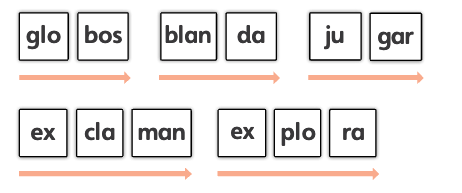 glo bos blan da ju gar
ex cla man ex plo ra